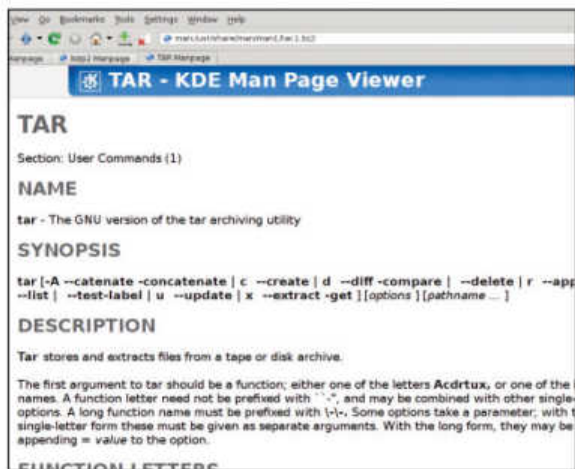 View Go Bookmarks Tools Settings Window Help
Manpage
TAR Manpage
TAR - KDE Man Page Viewer
TAR
Section: User Commands (1)
NAME
tar - The GNU version of the tar archiving utility
SYNOPSIS
tar [-A --catenate -concatenate | c --create | d --diff -compare | --delete | r --app
--list | --test-label | u --update | x --extract -get ] [options ] [pathname ... ]
DESCRIPTION
Tar stores and extracts files from a tape or disk archive.
The first argument to tar should be a function; either one of the letters Acdrtux, or one of the
names. A function letter need not be prefixed with ``-'', and may be combined with other single-
options. A long function name must be prefixed with \-\-. Some options take a parameter; with t
single-letter form these must be given as separate arguments. With the long form, they may be
appending = value to the option.
FUNCTION LETTERS